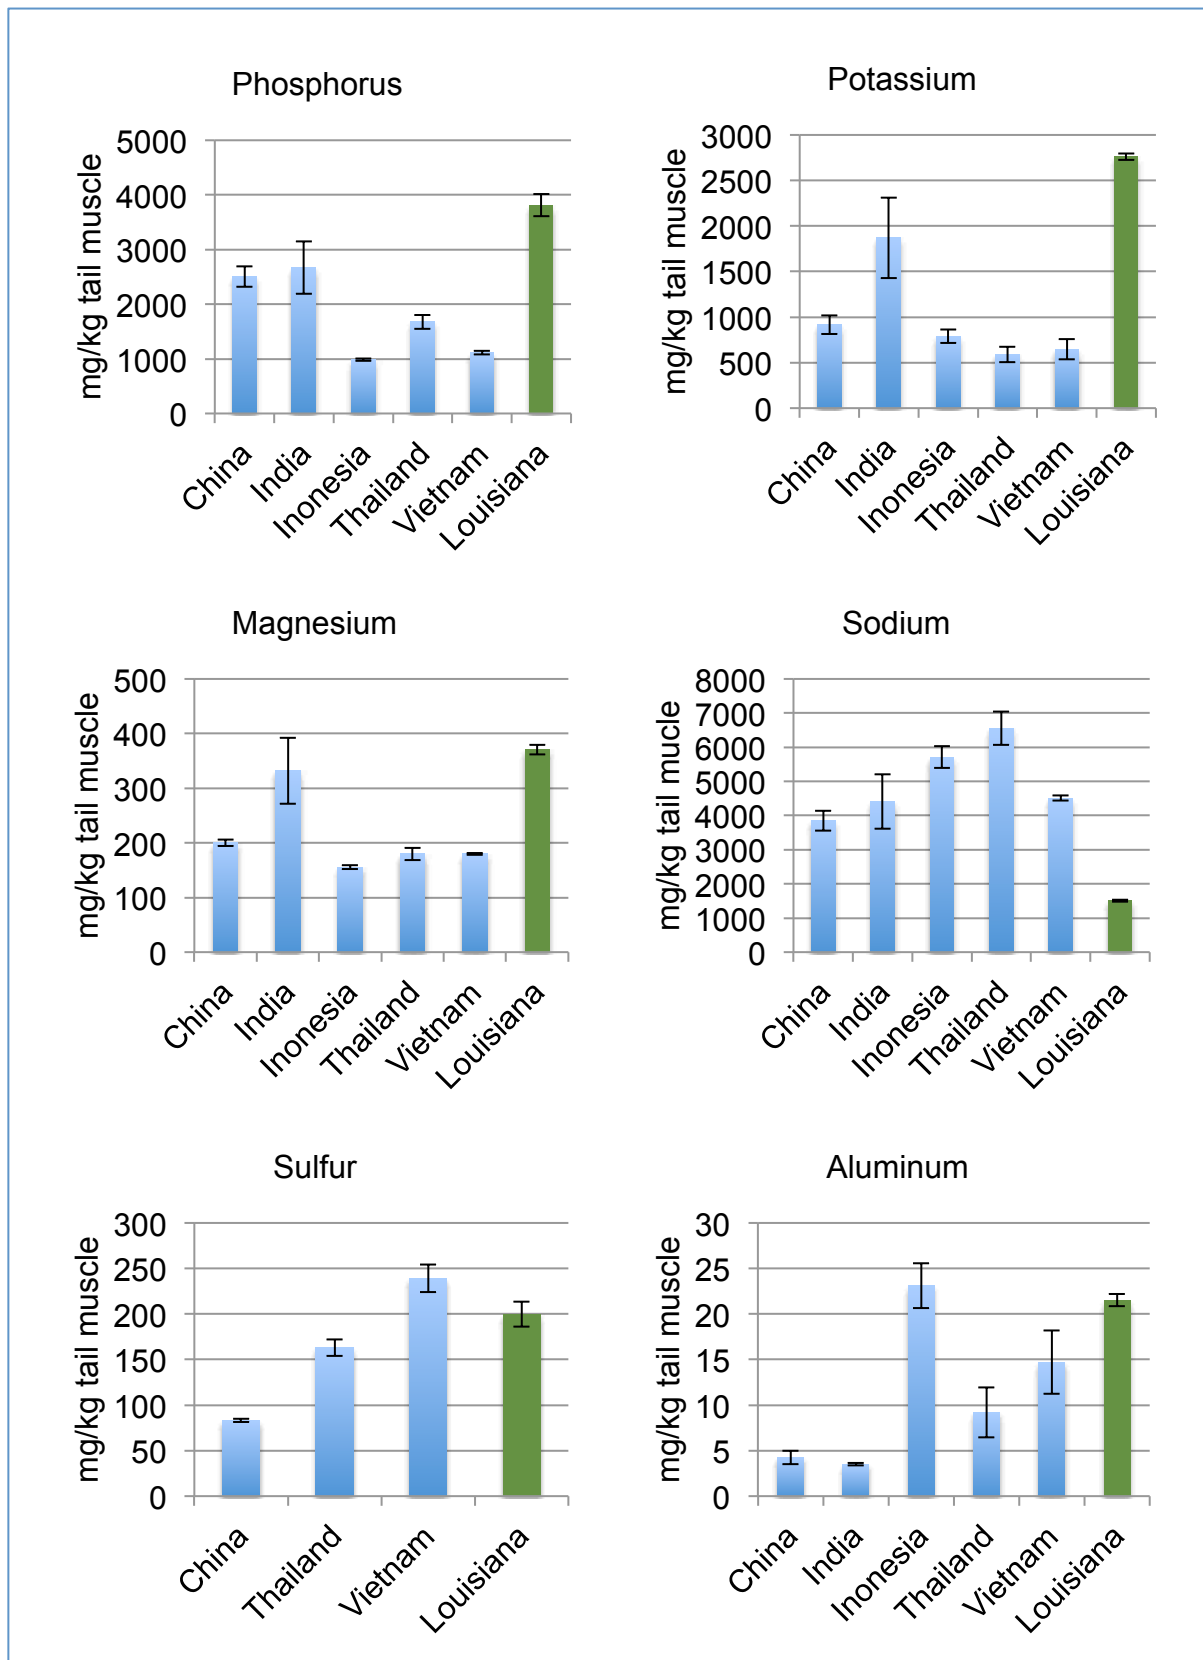 Phosphorus
mg/kg tail muscle
5000
4000
3000
2000
1000
0
China
India
Inonesia
Thailand
Vietnam
Louisiana
Potassium
mg/kg tail muscle
3000
2500
2000
1500
1000
500
0
China
India
Inonesia
Thailand
Vietnam
Louisiana
Magnesium
mg/kg tail muscle
500
400
300
200
100
0
China
India
Inonesia
Thailand
Vietnam
Louisiana
Sodium
mg/kg tail mucle
8000
7000
6000
5000
4000
3000
2000
1000
0
China
India
Inonesia
Thailand
Vietnam
Louisiana
Sulfur
mg/kg tail muscle
300
250
200
150
100
50
0
China
Thailand
Vietnam
Louisiana
Aluminum
mg/kg tail muscle
30
25
20
15
10
5
0
China
India
Inonesia
Thailand
Vietnam
Louisiana